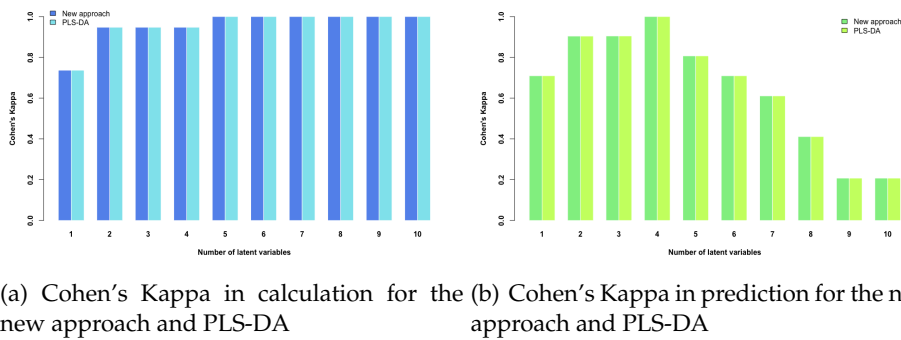 New approach
PLS-DA
Cohen's Kappa
0.0 0.2 0.4 0.6 0.8 1.0
1 2 3 4 5 6 7 8 9 10
Number of latent variables
New approach
PLS-DA
Cohen's Kappa
0.0 0.2 0.4 0.6 0.8 1.0
1 2 3 4 5 6 7 8 9 10
Number of latent variables
(a) Cohen's Kappa in calculation for the
new approach and PLS-DA
(b) Cohen's Kappa in prediction for the n
approach and PLS-DA